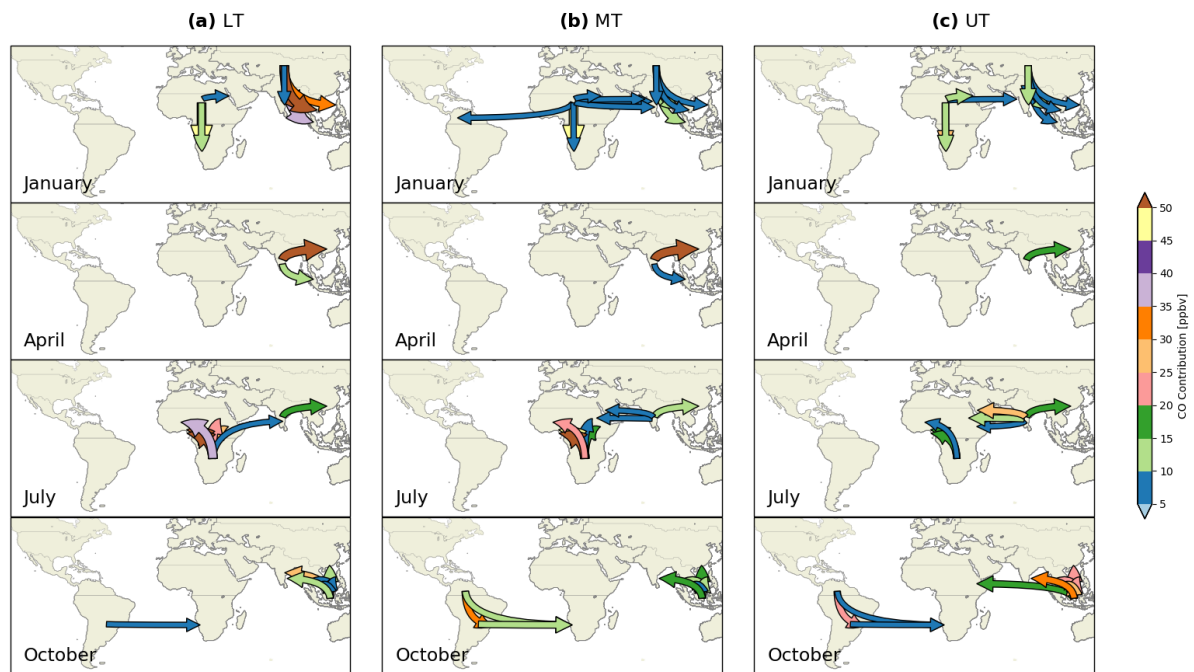 (a) LT
(b) MT
(c) UT
January
January
January
April
April
April
July
July
July
October
October
October
50
45
40
35
30
25
20
15
10
5
CO Contribution [ppbv]